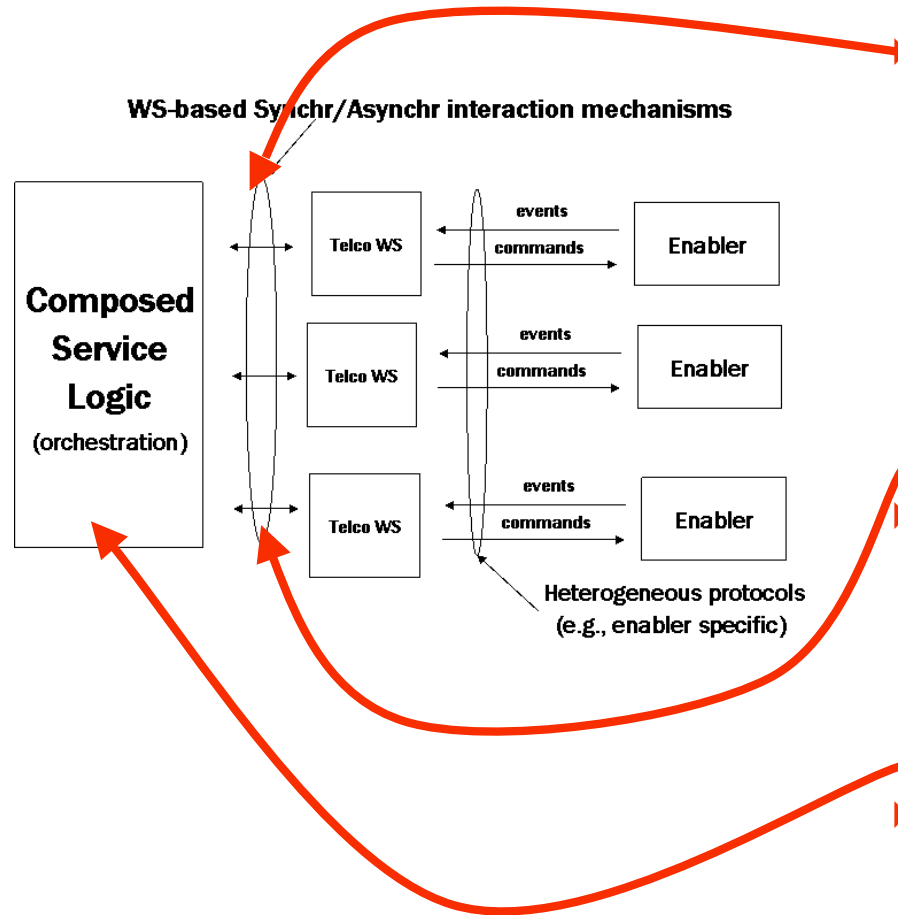 WS-based Synchr/Asynchr interaction mechanisms
Composed
Service
Logic
(orchestration)
Telco WS
events
commands
Enabler
Telco WS
events
commands
Enabler
Telco WS
events
commands
Enabler
Heterogeneous protocols
(e.g., enabler specific)